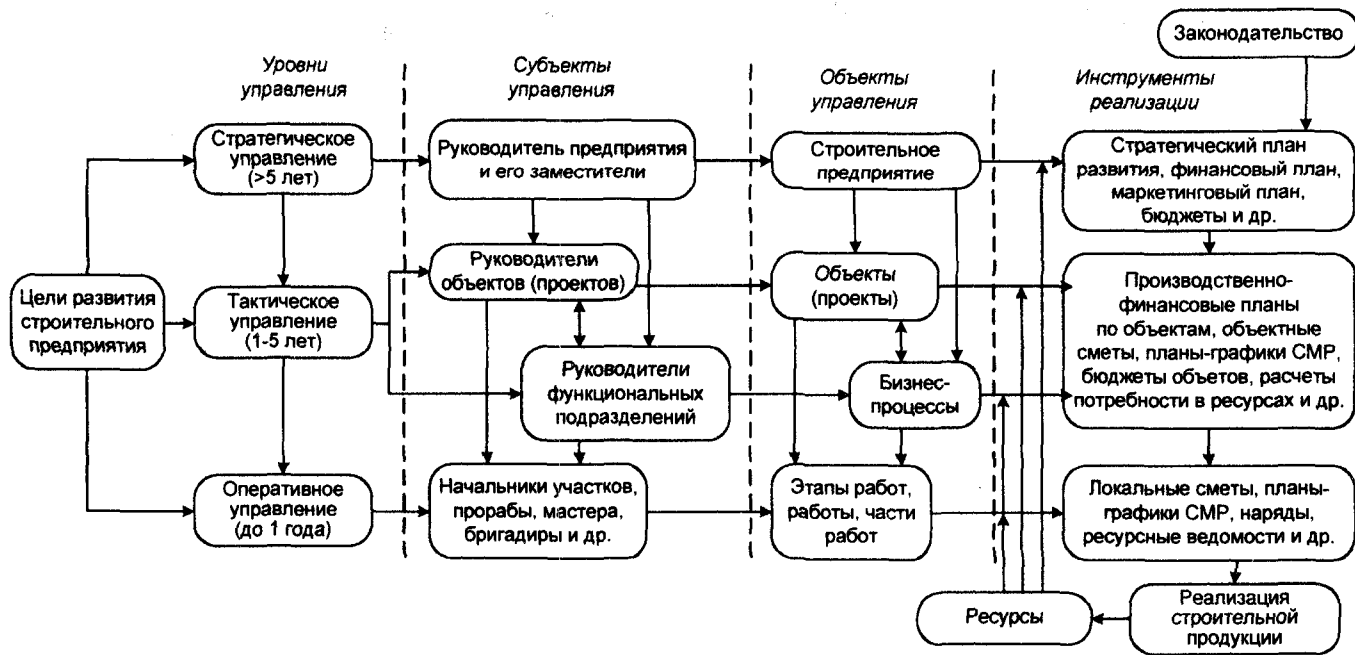 Законодательство
Уровни
управления
Субъекты
управления
Объекты
управления
Инструменты
реализации
Стратегическое
управление
(>5 лет)
Руководитель предприятия
и его заместители
Строительное
предприятие
Стратегический план
развития, финансовый план,
маркетинговый план,
бюджеты и др.
Цели развития
строительного
предприятия
Тактическое
управление
(1-5 лет)
Руководители
объектов (проектов)
Объекты
(проекты)
Производственно-
финансовые планы
по объектам, объектные
сметы, планы-графики СМР,
бюджеты объетов, расчеты
потребности в ресурсах и др.
Руководители
функциональных
подразделений
Бизнес-
процессы
Оперативное
управление
(до 1 года)
Начальники участков,
прорабы, мастера,
бригадиры и др.
Этапы работ,
работы, части
работ
Локальные сметы, планы-
графики СМР, наряды,
ресурсные ведомости и др.
Ресурсы
Реализация
строительной
продукции